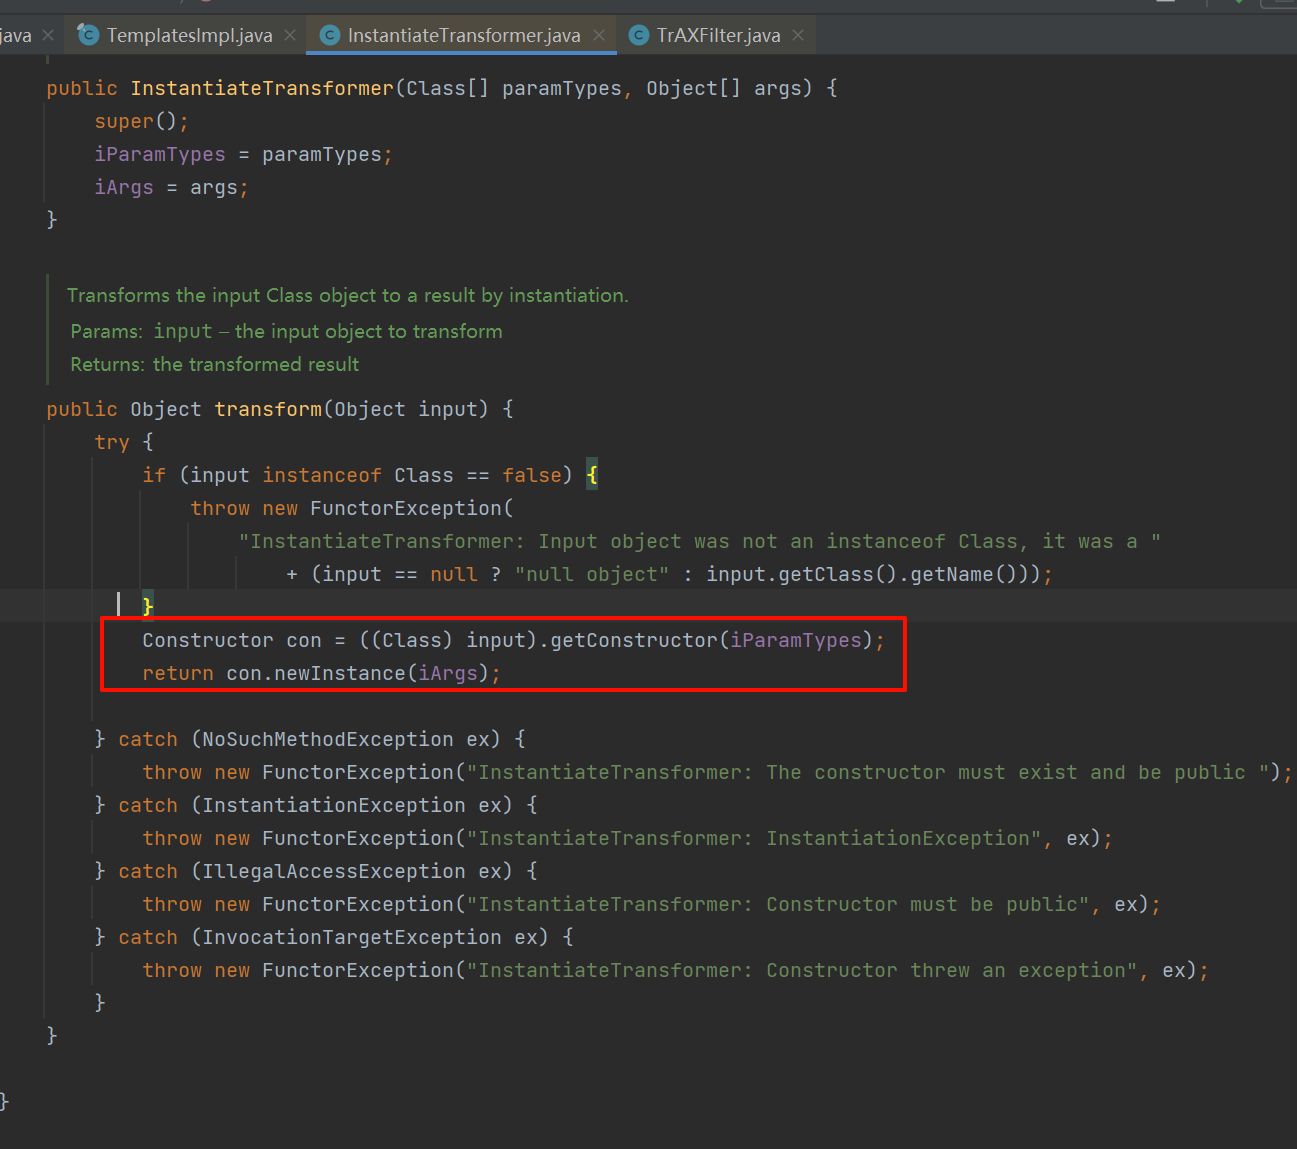 java × TemplatesImpl.java × InstantiateTransformer.java × TrAXFilter.java ×
public InstantiateTransformer(Class[] paramTypes, Object[] args) {
super();
iParamTypes = paramTypes;
iArgs = args;
}
Transforms the input Class object to a result by instantiation.
Params: input – the input object to transform
Returns: the transformed result
public Object transform(Object input) {
try {
if (input instanceof Class == false) {
throw new FunctorException(
"InstantiateTransformer: Input object was not an instanceof Class, it was a "
+ (input == null ? "null object" : input.getClass().getName()));
}
Constructor con = ((Class) input).getConstructor(iParamTypes);
return con.newInstance(iArgs);
} catch (NoSuchMethodException ex) {
throw new FunctorException("InstantiateTransformer: The constructor must exist and be public ");
} catch (InstantiationException ex) {
throw new FunctorException("InstantiateTransformer: InstantiationException", ex);
} catch (IllegalAccessException ex) {
throw new FunctorException("InstantiateTransformer: Constructor must be public", ex);
} catch (InvocationTargetException ex) {
throw new FunctorException("InstantiateTransformer: Constructor threw an exception", ex);
}
}
}